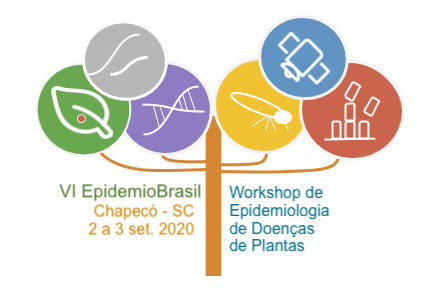 VI EpidemioBrasil
Chapecó - SC
2 a 3 set. 2020
Workshop de
Epidemiologia
de Doenças
de Plantas